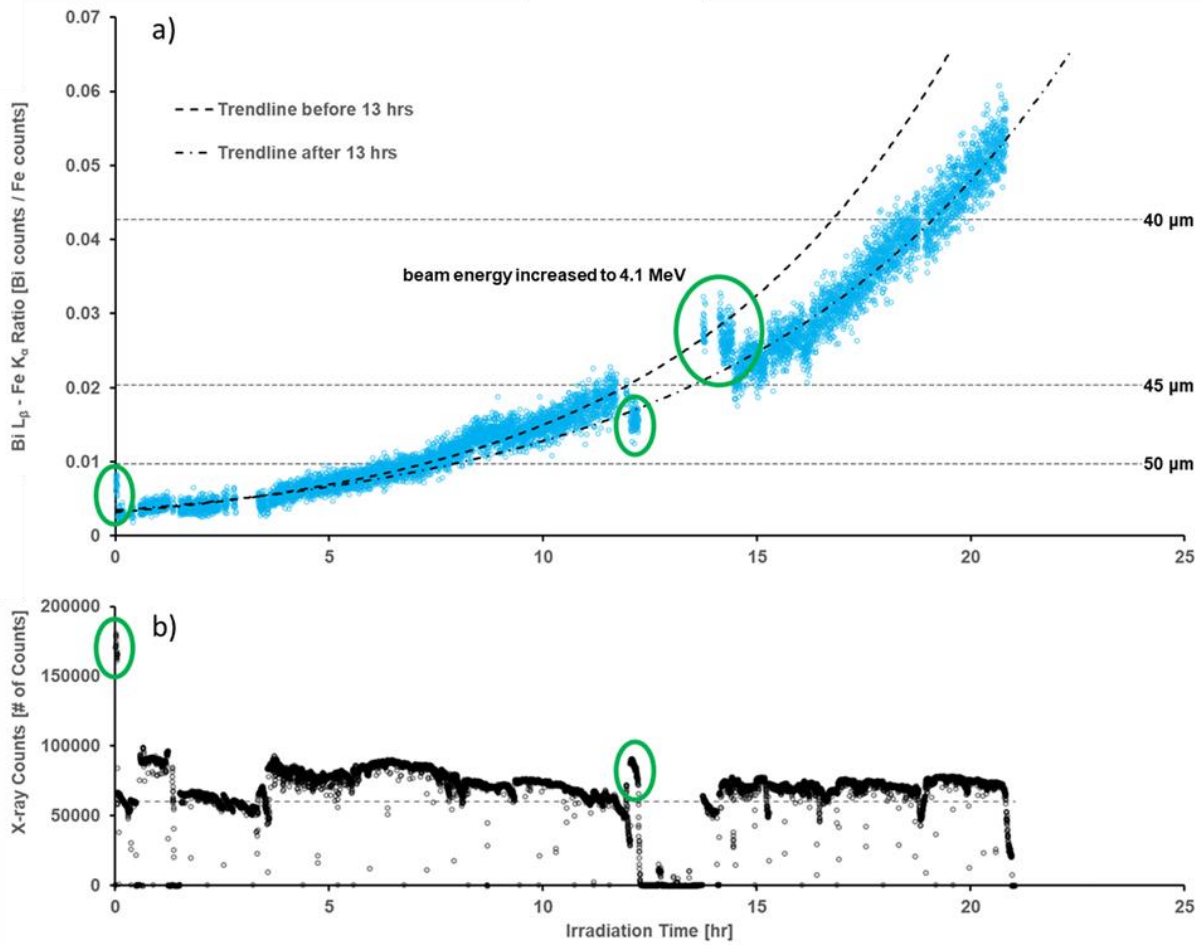 a)
0.07
0.06
0.05
0.04
0.03
0.02
0.01
0
Bi Lβ - Fe Kα Ratio [Bi counts / Fe counts]
Trendline before 13 hrs
Trendline after 13 hrs
beam energy increased to 4.1 MeV
40 µm
45 µm
50 µm
0 5 10 15 20 25
b)
200000
150000
100000
50000
0
X-ray Counts [# of Counts]
0 5 10 15 20 25
Irradiation Time [hr]